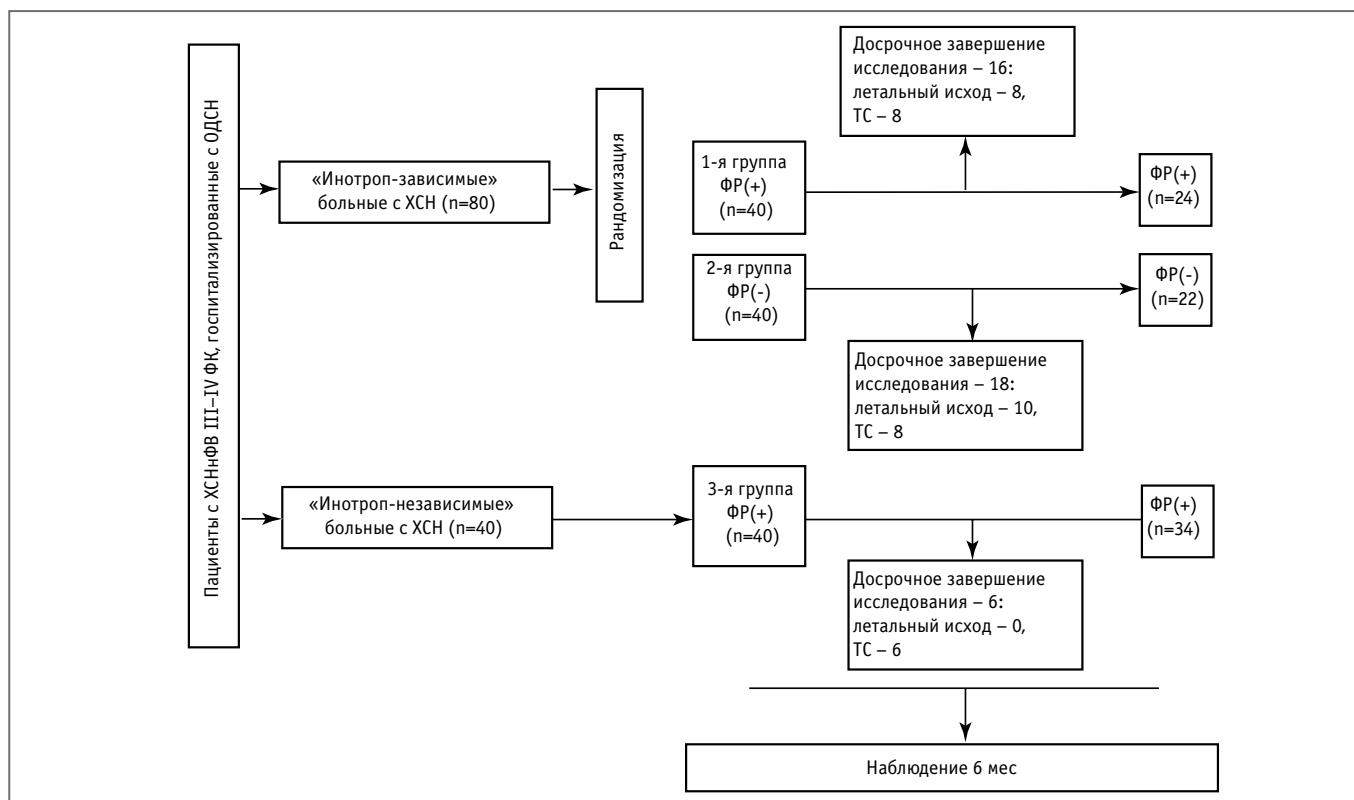 Пациенты с ХСНнФВ III–IV ФК, госпитализированные с ОДСН
«Инотроп-зависимые»
больные с ХСН (n=80)
Рандомизация
Досрочное завершение
исследования – 16:
летальный исход – 8,
ТС – 8
1-я группа
ФР(+)
(n=40)
ФР(+)
(n=24)
2-я группа
ФР(-)
(n=40)
ФР(-)
(n=22)
Досрочное завершение
исследования – 18:
летальный исход – 10,
ТС – 8
«Инотроп-независимые»
больные с ХСН (n=40)
3-я группа
ФР(+)
(n=40)
ФР(+)
(n=34)
Досрочное завершение
исследования – 6:
летальный исход – 0,
ТС – 6
Наблюдение 6 мес